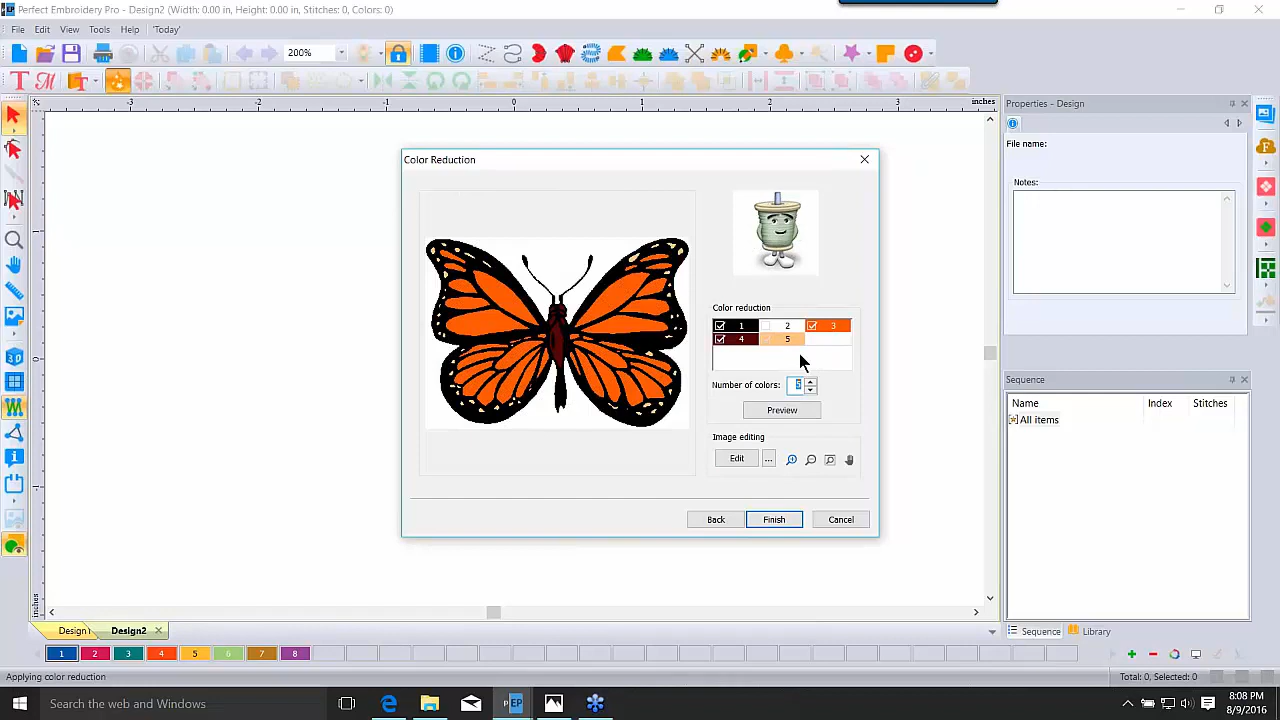 Perfect Embroidery Pro - Design2 (Width: 0.00 in, Height: 0.00 in, Stitches: 0, Colors: 0)
File Edit View Tools Help 'Today'
200%
-3 -2 -1 0 1 2 3 inches
Properties - Design
File name:
Notes:
Color Reduction
Color reduction
1 2 3
4 5
Number of colors: 5
Preview
Image editing
Edit ...
Back Finish Cancel
Sequence
Name Index Stitches
All items
inches
Design1 Design2
Sequence Library
1 2 3 4 5 6 7 8
Applying color reduction
Total: 0, Selected: 0
Search the web and Windows
PEP
8:08 PM
8/9/2016